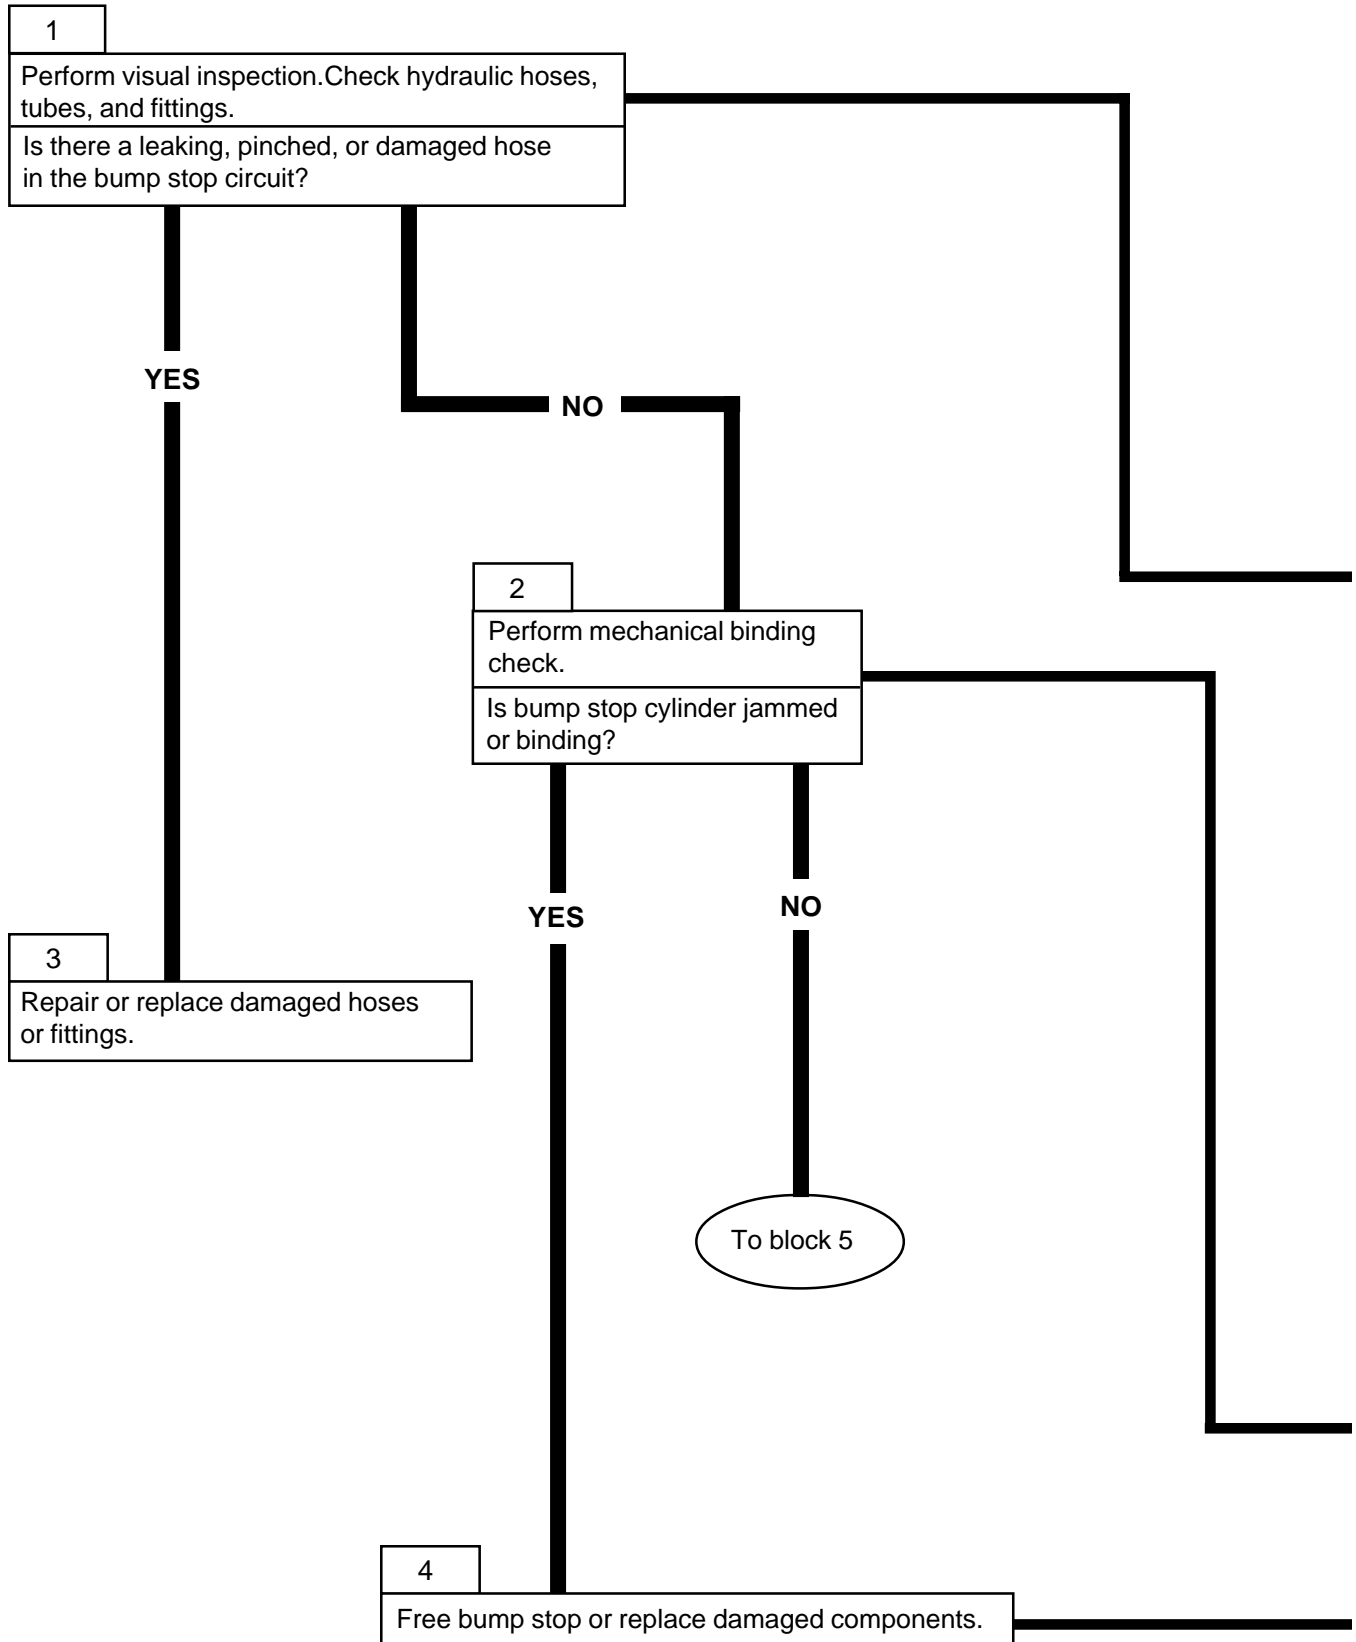 1
Perform visual inspection.Check hydraulic hoses,
tubes, and fittings.
Is there a leaking, pinched, or damaged hose
in the bump stop circuit?
YES
NO
2
Perform mechanical binding
check.
Is bump stop cylinder jammed
or binding?
YES
NO
3
Repair or replace damaged hoses
or fittings.
To block 5
4
Free bump stop or replace damaged components.